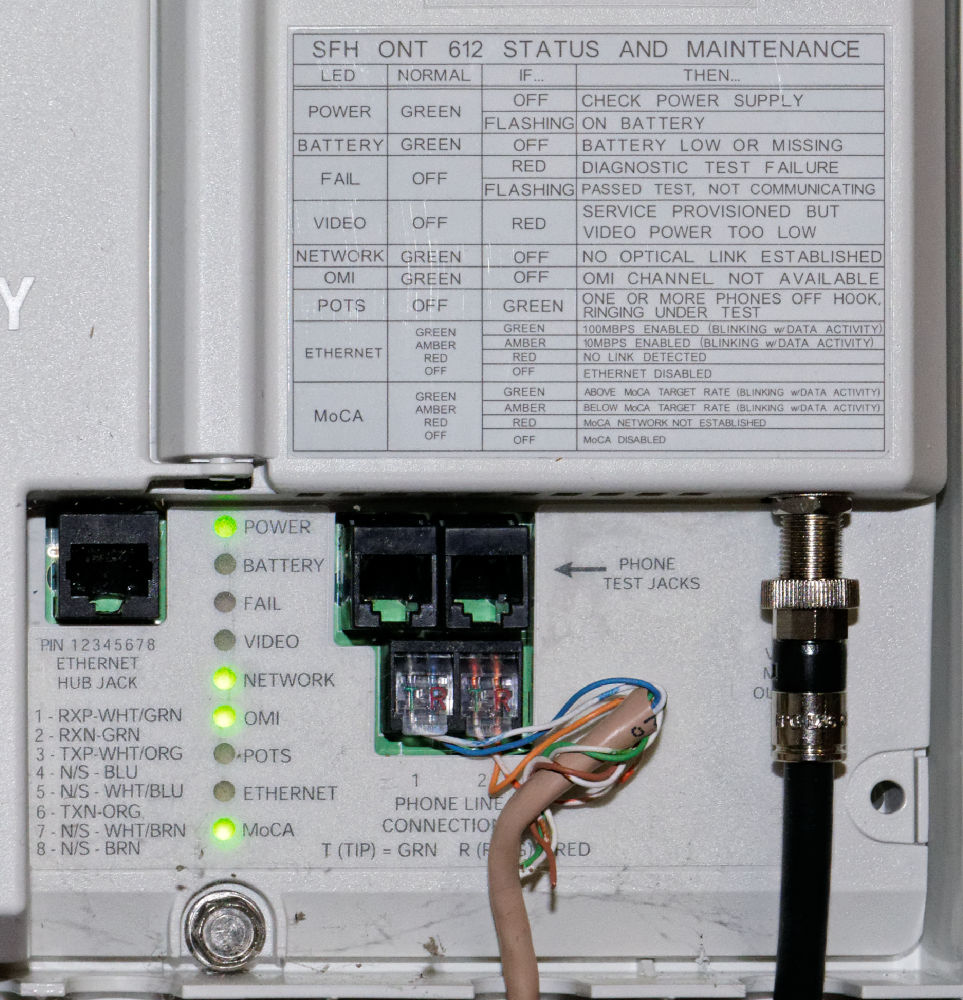 SFH ONT 612 STATUS AND MAINTENANCE
LED NORMAL IF... THEN...
POWER GREEN OFF CHECK POWER SUPPLY
FLASHING ON BATTERY
BATTERY GREEN OFF BATTERY LOW OR MISSING
FAIL OFF RED DIAGNOSTIC TEST FAILURE
FLASHING PASSED TEST, NOT COMMUNICATING
VIDEO OFF RED SERVICE PROVISIONED BUT
VIDEO POWER TOO LOW
NETWORK GREEN OFF NO OPTICAL LINK ESTABLISHED
OMI GREEN OFF OMI CHANNEL NOT AVAILABLE
POTS OFF GREEN ONE OR MORE PHONES OFF HOOK,
RINGING UNDER TEST
ETHERNET GREEN GREEN 100MBPS ENABLED (BLINKING w/DATA ACTIVITY)
AMBER AMBER 10MBPS ENABLED (BLINKING w/DATA ACTIVITY)
RED RED NO LINK DETECTED
OFF OFF ETHERNET DISABLED
MoCA GREEN GREEN ABOVE MoCA TARGET RATE (BLINKING w/DATA ACTIVITY)
AMBER AMBER BELOW MoCA TARGET RATE (BLINKING w/DATA ACTIVITY)
RED RED MoCA NETWORK NOT ESTABLISHED
OFF OFF MoCA DISABLED
Y
POWER
BATTERY
FAIL
VIDEO
NETWORK
OMI
POTS
ETHERNET
MoCA
PHONE
TEST JACKS
PIN 12345678
ETHERNET
HUB JACK
1 - RXP-WHT/GRN
2 - RXN-GRN
3 - TXP-WHT/ORG
4 - N/S - BLU
5 - N/S - WHT/BLU
6 - TXN-ORG
7 - N/S - WHT/BRN
8 - N/S - BRN
T R T R
1 2
PHONE LINE
CONNECTION
T (TIP) = GRN R (R G) RED
V
M
OU